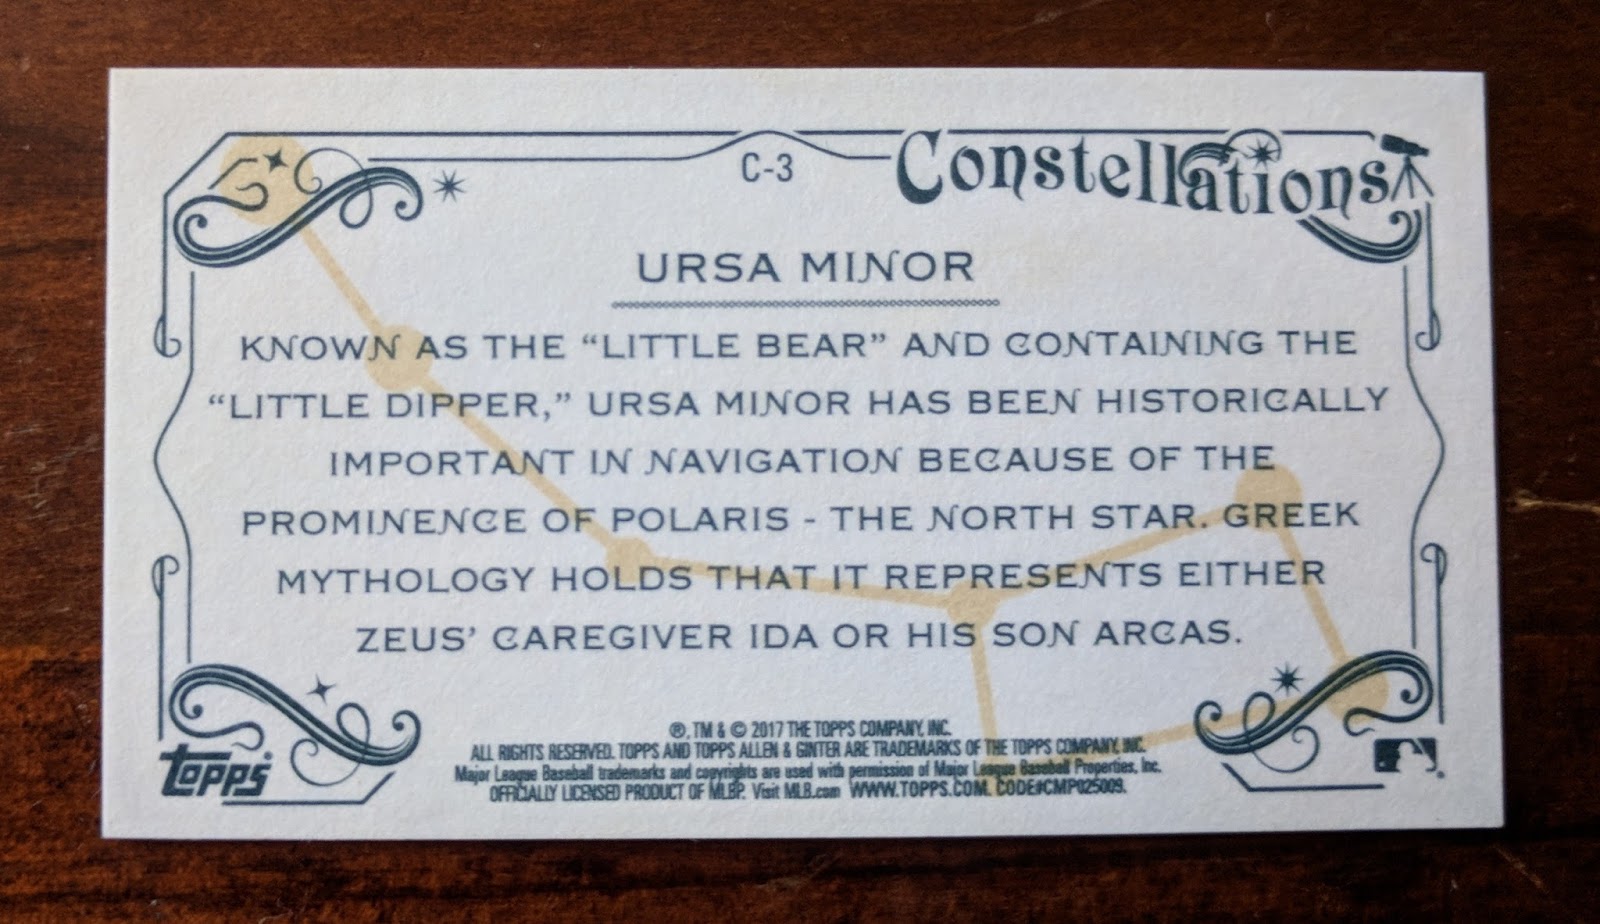 C-3
Constellations
URSA MINOR
KNOWN AS THE “LITTLE BEAR” AND CONTAINING THE
“LITTLE DIPPER,” URSA MINOR HAS BEEN HISTORICALLY
IMPORTANT IN NAVIGATION BECAUSE OF THE
PROMINENCE OF POLARIS - THE NORTH STAR. GREEK
MYTHOLOGY HOLDS THAT IT REPRESENTS EITHER
ZEUS’ CAREGIVER IDA OR HIS SON ARCAS.
®, TM & © 2017 THE TOPPS COMPANY, INC.
ALL RIGHTS RESERVED. TOPPS AND TOPPS ALLEN & GINTER ARE TRADEMARKS OF THE TOPPS COMPANY, INC.
Major League Baseball trademarks and copyrights are used with permission of Major League Baseball Properties, Inc.
OFFICIALLY LICENSED PRODUCT OF MLBP. Visit MLB.com WWW.TOPPS.COM. CODE#CMP025009.
topps®